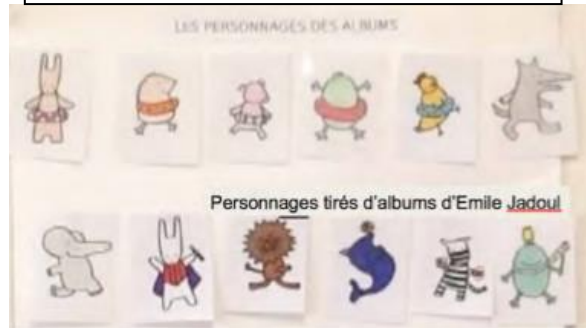 LES PERSONNAGES DES ALBUMS
Personnages tirés d'albums d'Emile Jadoul